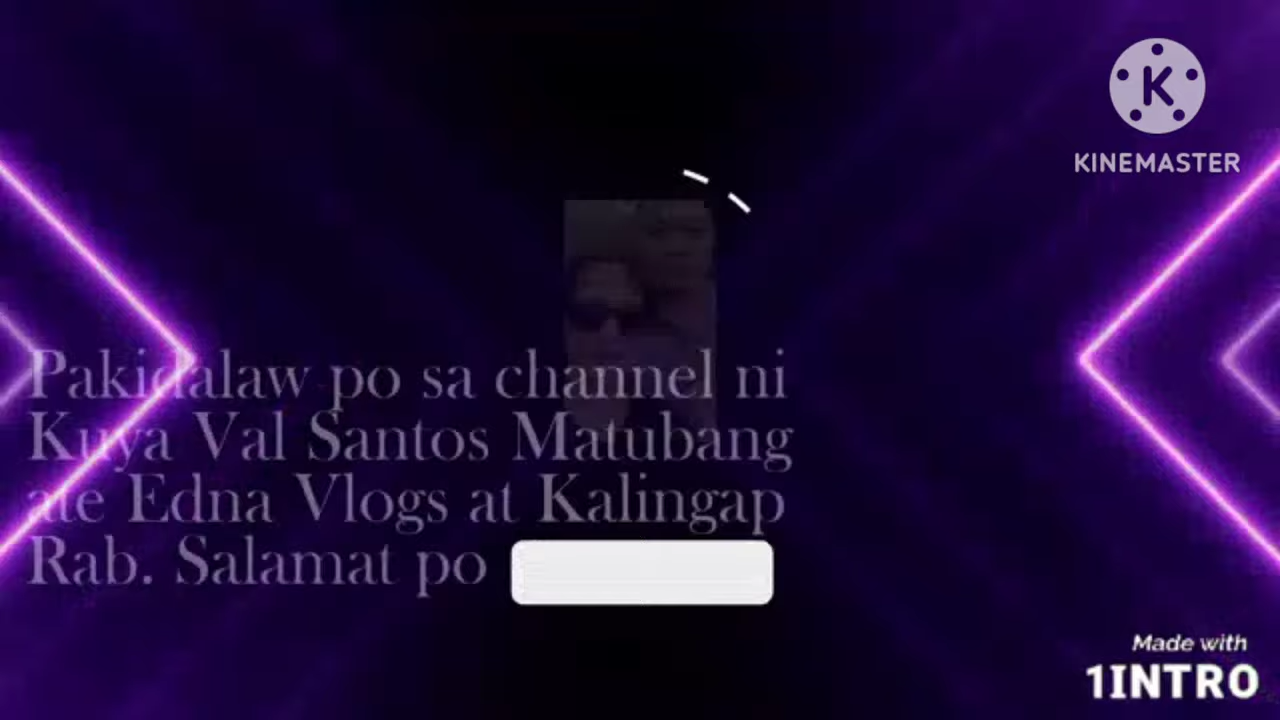 K
KINEMASTER
Pakidalaw po sa channel ni
Kuya Val Santos Matubang
ate Edna Vlogs at Kalingap
Rab. Salamat po
Made with
1INTRO